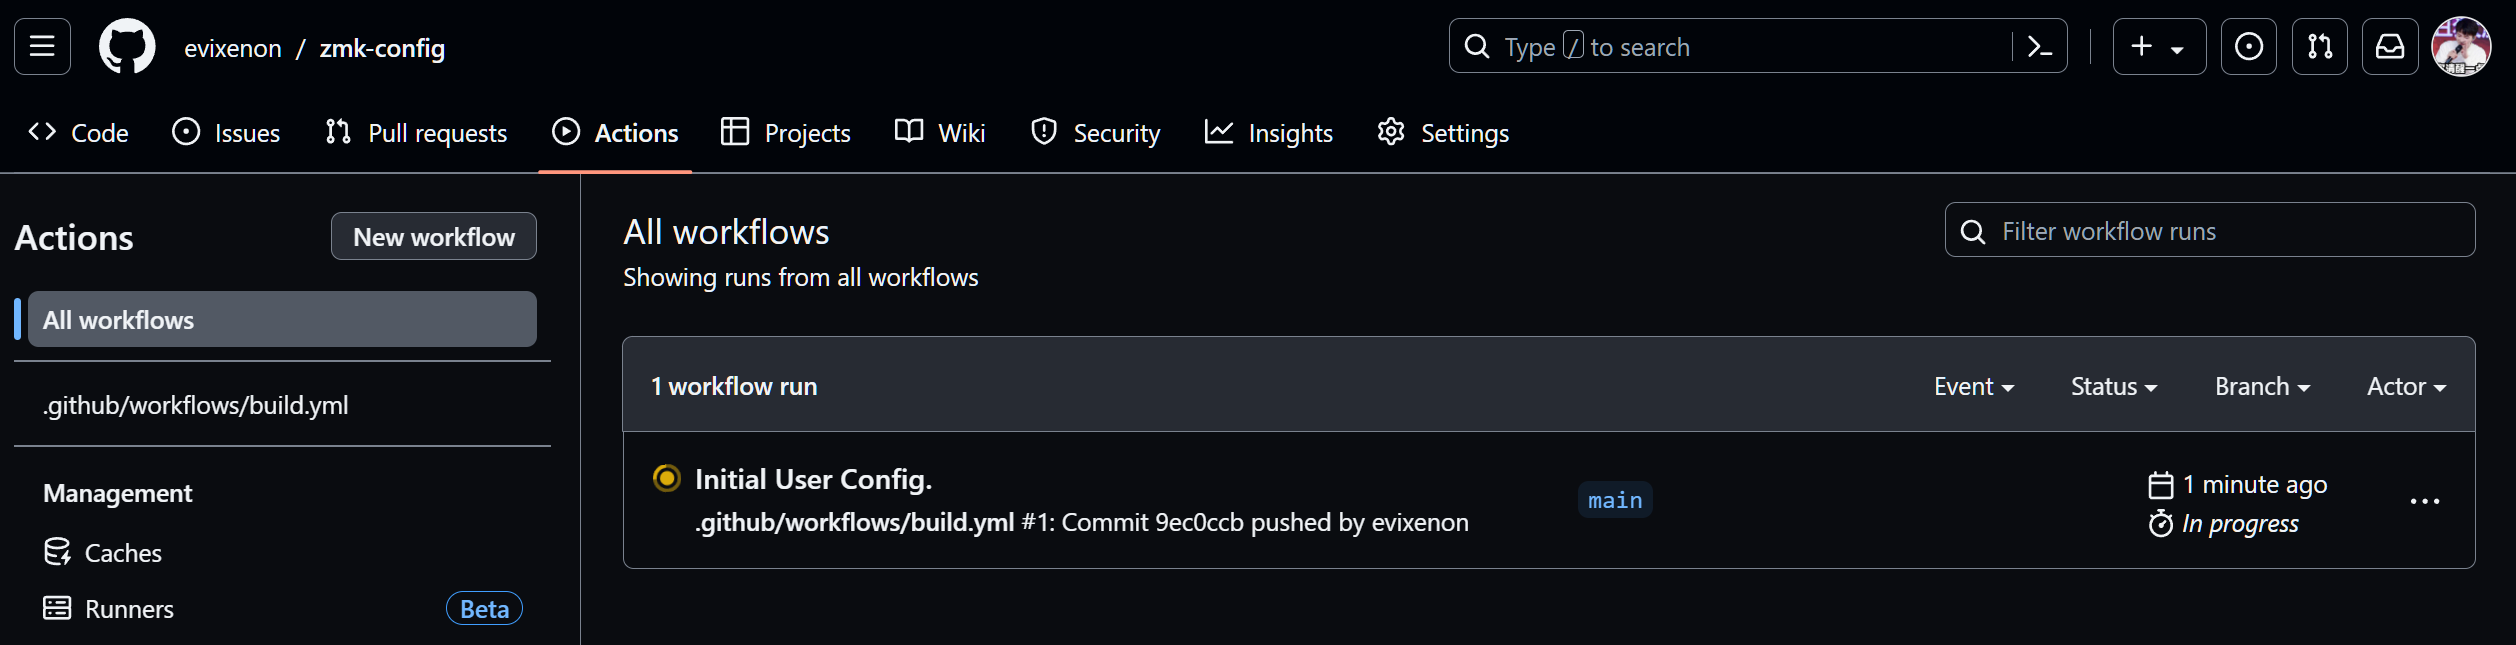 evixenon / zmk-config
Type / to search
Code
Issues
Pull requests
Actions
Projects
Wiki
Security
Insights
Settings
Actions
New workflow
All workflows
.github/workflows/build.yml
Management
Caches
Runners
Beta
All workflows
Showing runs from all workflows
Filter workflow runs
1 workflow run
Event
Status
Branch
Actor
Initial User Config.
.github/workflows/build.yml #1: Commit 9ec0ccb pushed by evixenon
main
1 minute ago
In progress